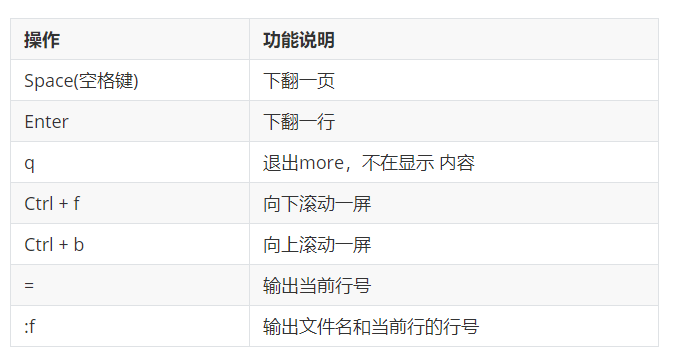 操作 功能说明
Space(空格键) 下翻一页
Enter 下翻一行
q 退出more，不在显示 内容
Ctrl + f 向下滚动一屏
Ctrl + b 向上滚动一屏
= 输出当前行号
:f 输出文件名和当前行的行号